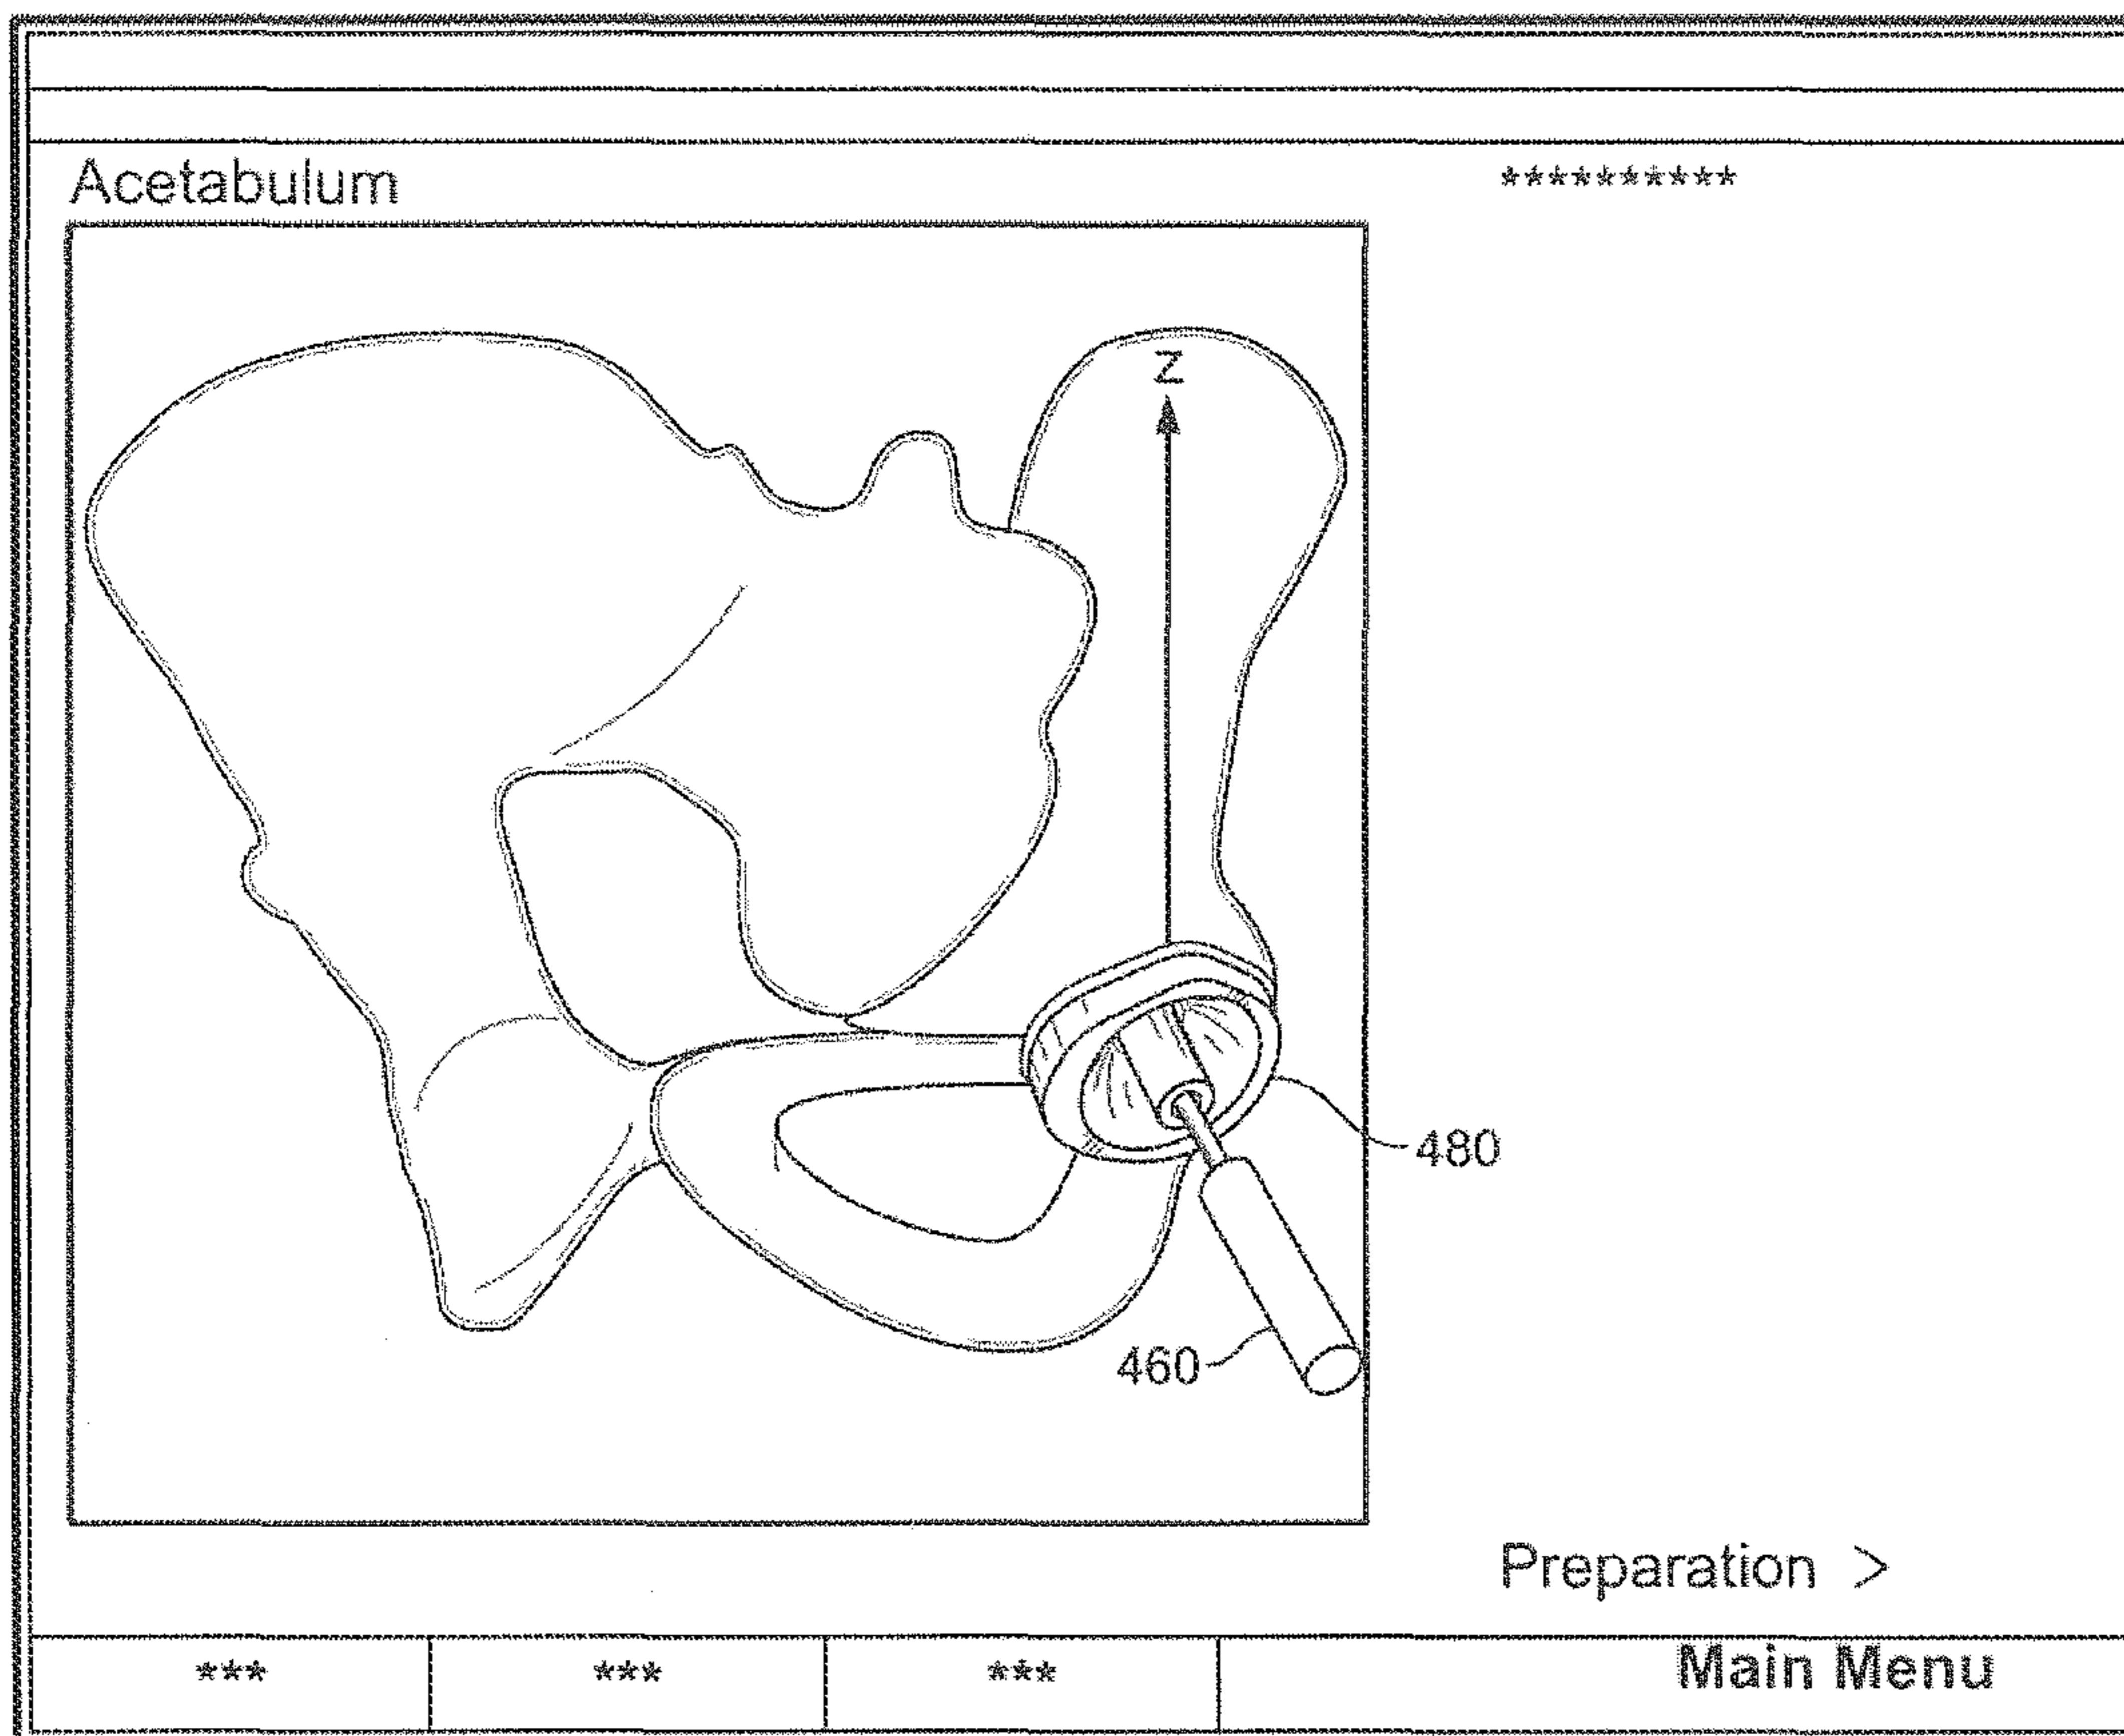 Acetabulum
**********
Z
480
460
Preparation >
*** *** *** Main Menu